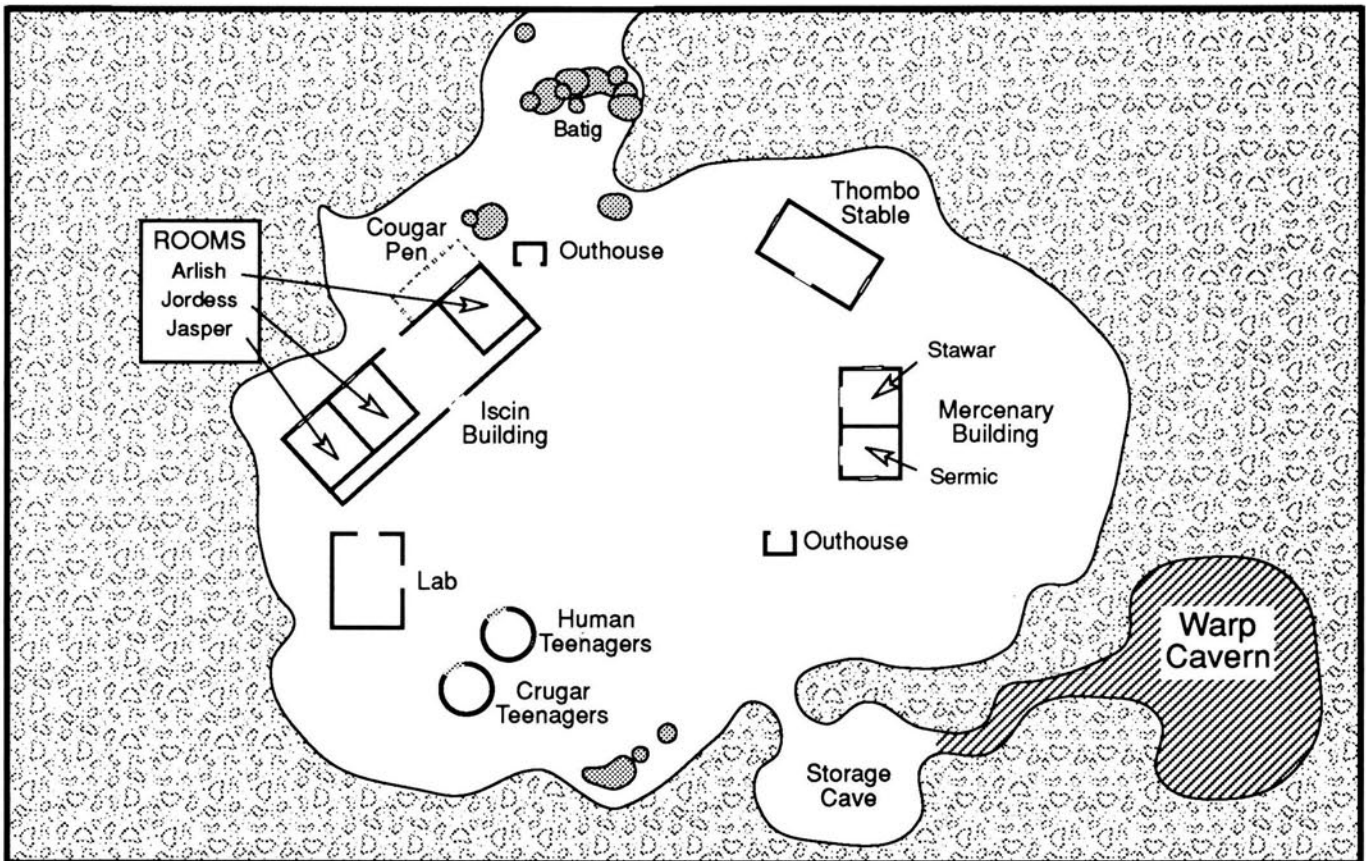 Batig
Thombo
Stable
Cougar
Pen
Outhouse
ROOMS
Arlish
Jordess
Jasper
Stawar
Iscin
Building
Mercenary
Building
Sermic
Outhouse
Lab
Human
Teenagers
Crugar
Teenagers
Warp
Cavern
Storage
Cave